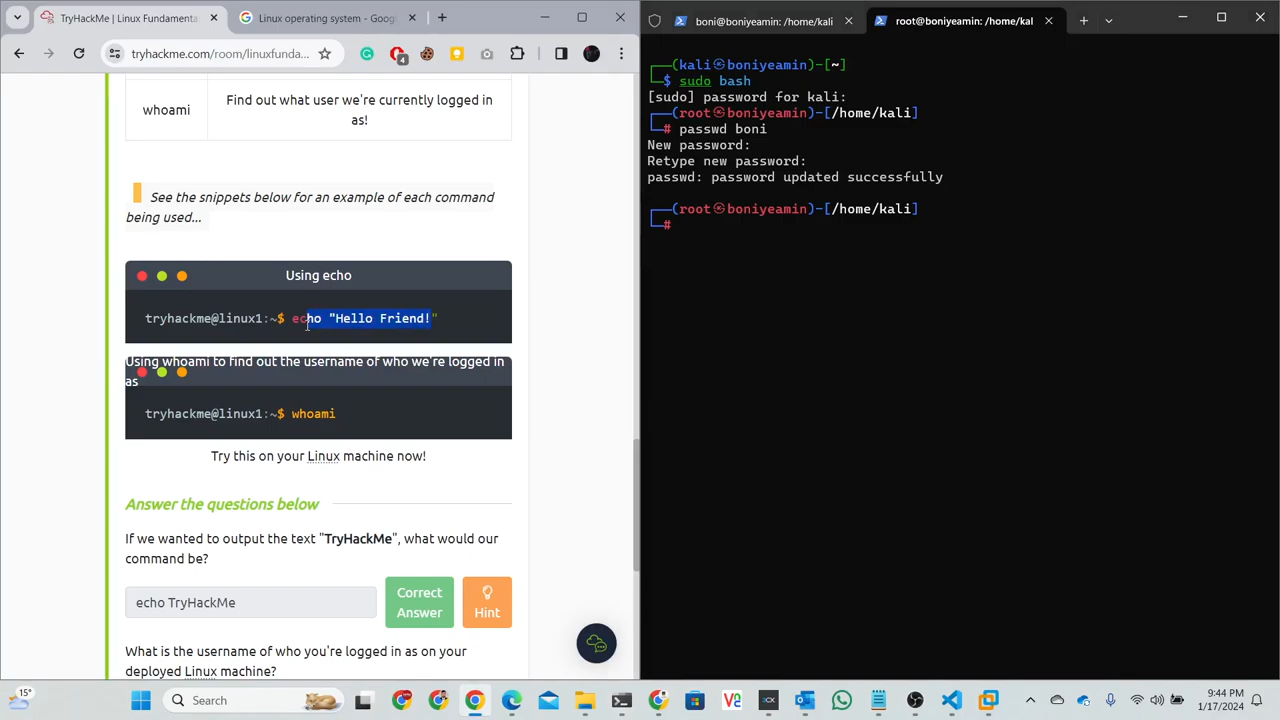 TryHackMe | Linux Fundamenta
Linux operating system - Goog
tryhackme.com/room/linuxfunda...
4
whoami
Find out what user we're currently logged in
as!
See the snippets below for an example of each command
being used...
Using echo
tryhackme@linux1:~$ echo "Hello Friend!"
Using whoami to find out the username of who we're logged in
as
tryhackme@linux1:~$ whoami
Try this on your Linux machine now!
Answer the questions below
If we wanted to output the text "TryHackMe", what would our
command be?
echo TryHackMe
Correct
Answer
Hint
What is the username of who you're logged in as on your
deployed Linux machine?
boni@boniyeamin: /home/kali
root@boniyeamin: /home/kal
(kali㉿boniyeamin)-[~]
$ sudo bash
[sudo] password for kali:
(root㉿boniyeamin)-[/home/kali]
# passwd boni
New password:
Retype new password:
passwd: password updated successfully
(root㉿boniyeamin)-[/home/kali]
#
15°
Search
9:44 PM
1/17/2024